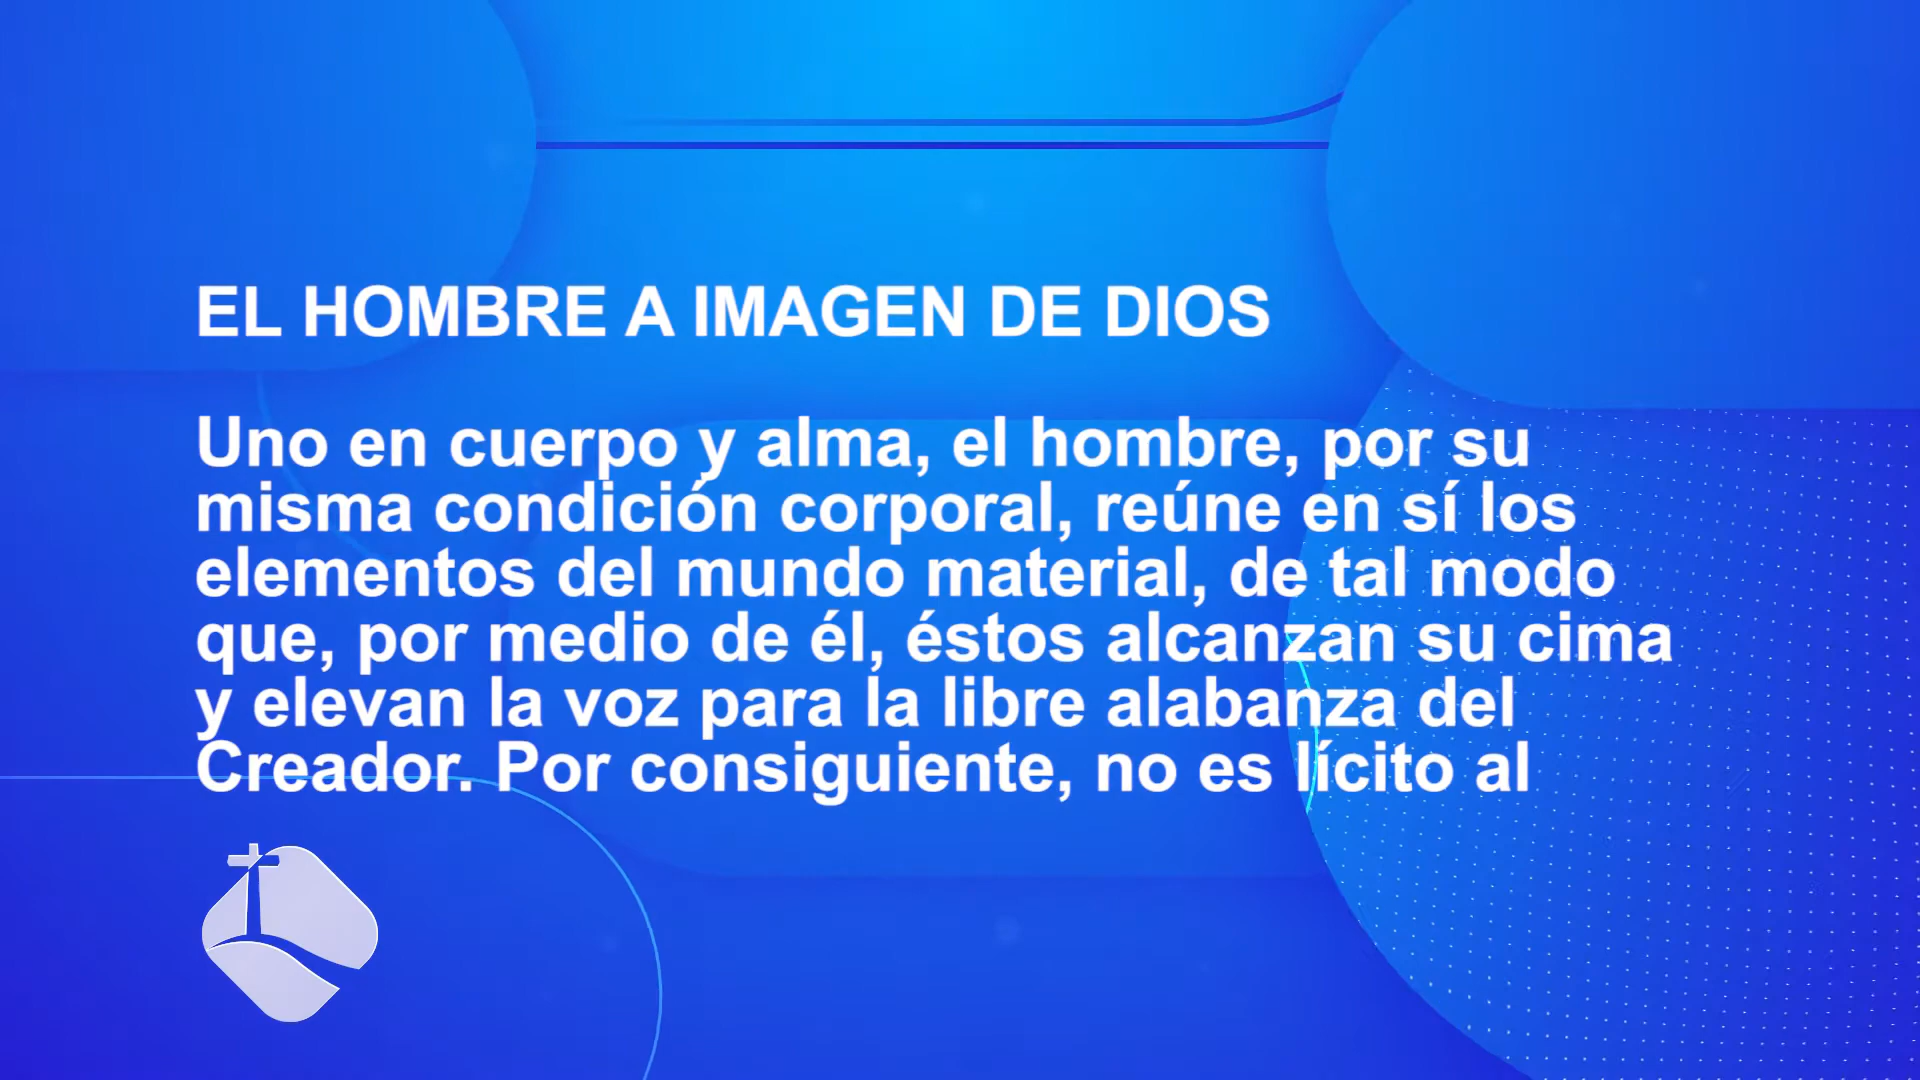 EL HOMBRE A IMAGEN DE DIOS
Uno en cuerpo y alma, el hombre, por su
misma condición corporal, reúne en sí los
elementos del mundo material, de tal modo
que, por medio de él, éstos alcanzan su cima
y elevan la voz para la libre alabanza del
Creador. Por consiguiente, no es lícito al